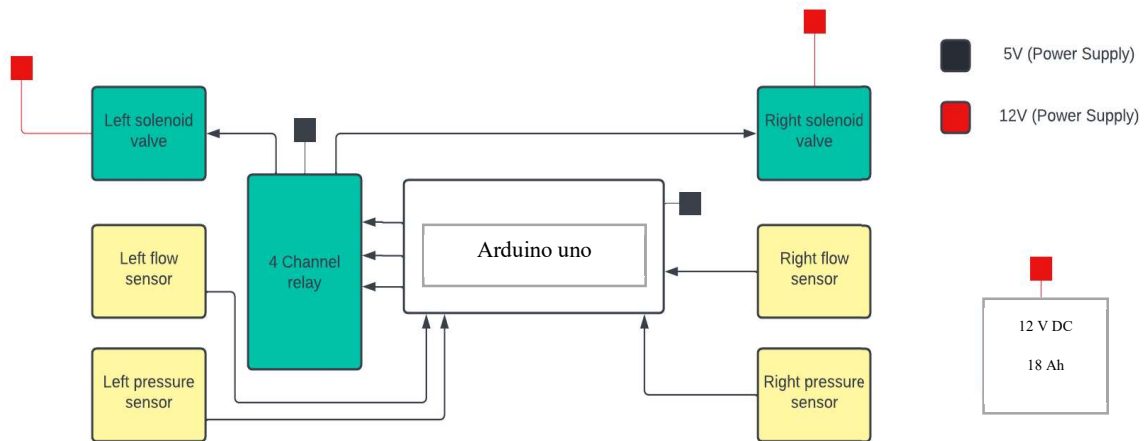 5V (Power Supply)
12V (Power Supply)
Left solenoid
valve
Right solenoid
valve
Left flow
sensor
4 Channel
relay
Arduino uno
Right flow
sensor
12 V DC
18 Ah
Left pressure
sensor
Right pressure
sensor